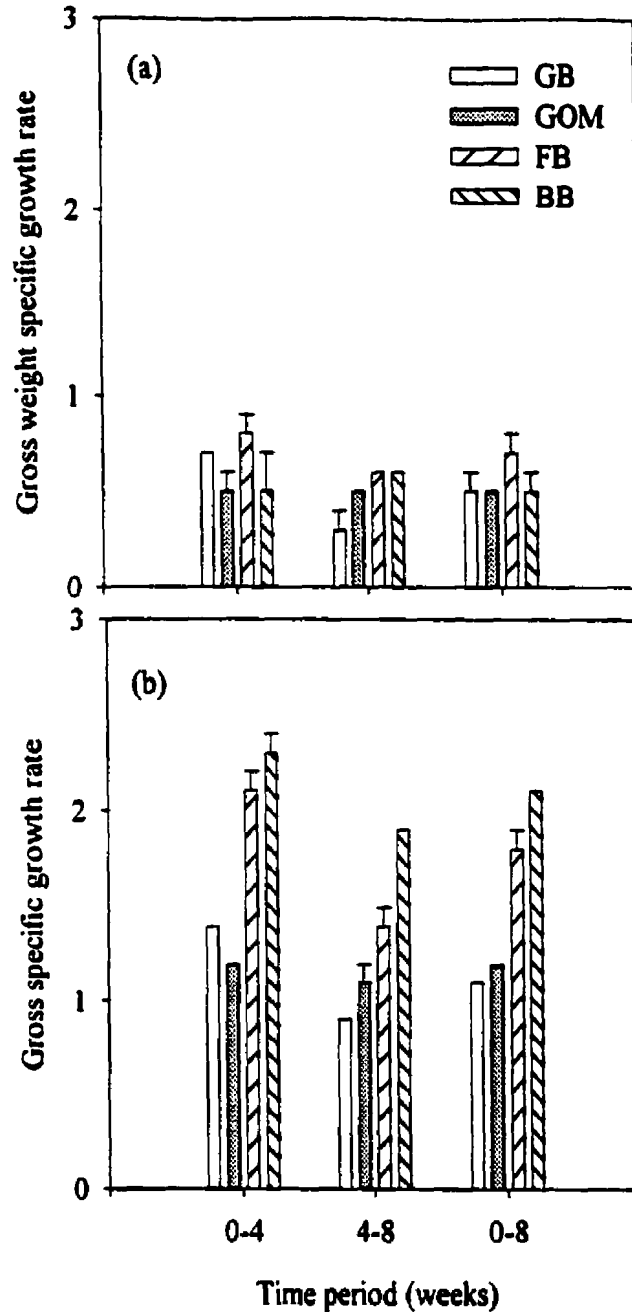 3
(a)
GB
GOM
FB
BB
2
1
0
Gross weight specific growth rate
3
(b)
2
1
0
Gross specific growth rate
0-4
4-8
0-8
Time period (weeks)